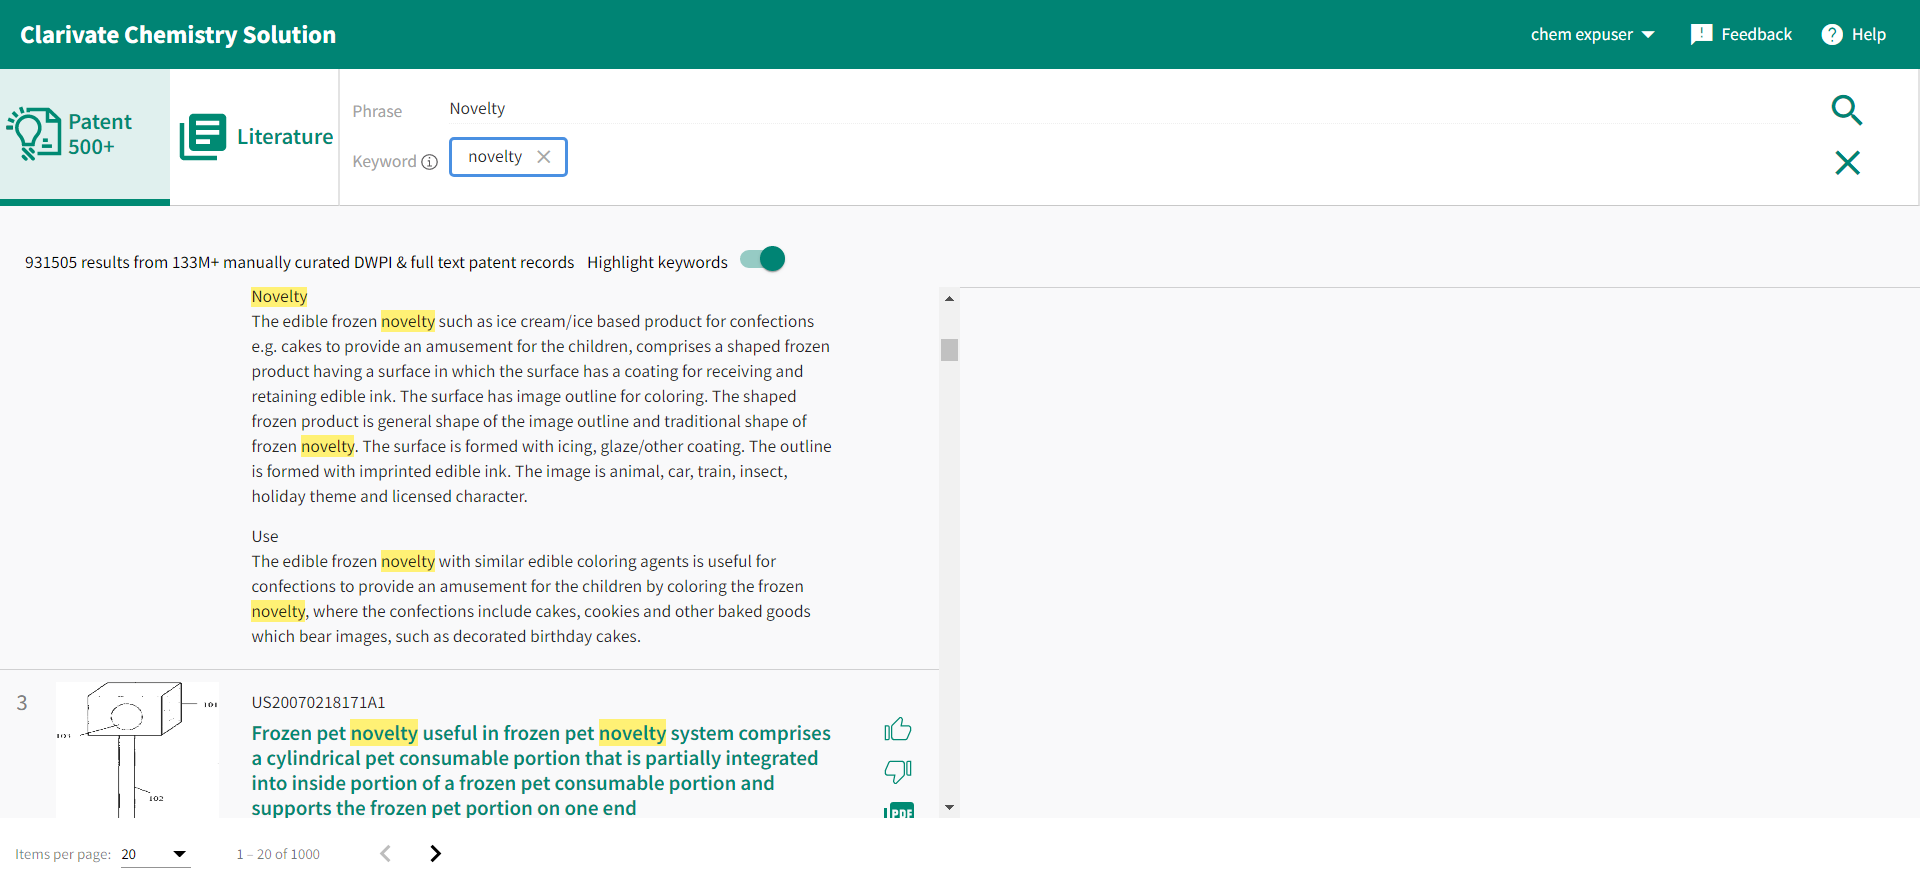 Clarivate Chemistry Solution
chem expuser
Feedback
Help
Patent
500+
Literature
Phrase
Novelty
Keyword
novelty
931505 results from 133M+ manually curated DWPI & full text patent records
Highlight keywords
Novelty
The edible frozen novelty such as ice cream/ice based product for confections
e.g. cakes to provide an amusement for the children, comprises a shaped frozen
product having a surface in which the surface has a coating for receiving and
retaining edible ink. The surface has image outline for coloring. The shaped
frozen product is general shape of the image outline and traditional shape of
frozen novelty. The surface is formed with icing, glaze/other coating. The outline
is formed with imprinted edible ink. The image is animal, car, train, insect,
holiday theme and licensed character.
Use
The edible frozen novelty with similar edible coloring agents is useful for
confections to provide an amusement for the children by coloring the frozen
novelty, where the confections include cakes, cookies and other baked goods
which bear images, such as decorated birthday cakes.
3
101
103
102
US20070218171A1
Frozen pet novelty useful in frozen pet novelty system comprises
a cylindrical pet consumable portion that is partially integrated
into inside portion of a frozen pet consumable portion and
supports the frozen pet portion on one end
PDF
Items per page: 20
1 – 20 of 1000